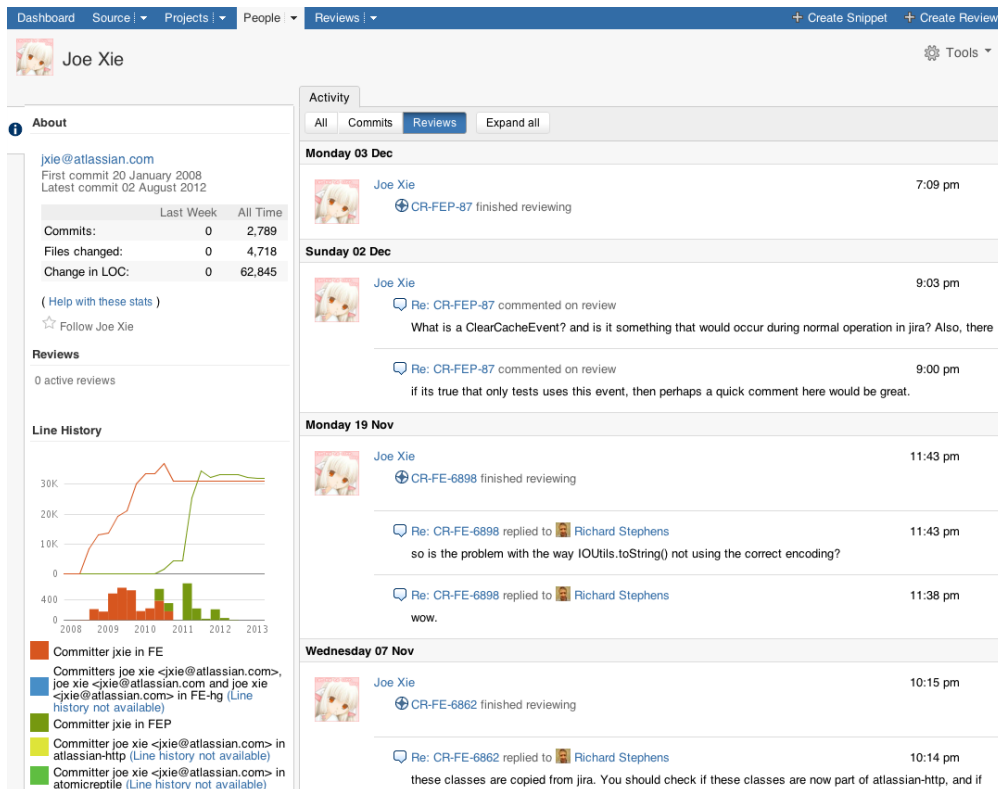 Dashboard Source Projects People Reviews + Create Snippet + Create Review
Joe Xie
Tools
About
jxie@atlassian.com
First commit 20 January 2008
Latest commit 02 August 2012
Last Week All Time
Commits: 0 2,789
Files changed: 0 4,718
Change in LOC: 0 62,845
( Help with these stats )
Follow Joe Xie
Reviews
0 active reviews
Line History
30K
20K
10K
0
400
0
2008 2009 2010 2011 2012 2013
Committer jxie in FE
Committers joe xie <jxie@atlassian.com>,
joe xie <jxie@atlassian.com and joe xie
<jxie@atlassian.com> in FE-hg (Line
history not available)
Committer jxie in FEP
Committer joe xie <jxie@atlassian.com> in
atlassian-http (Line history not available)
Committer joe xie <jxie@atlassian.com> in
atomicreptile (Line history not available)
Activity
All Commits Reviews Expand all
Monday 03 Dec
Joe Xie 7:09 pm
CR-FEP-87 finished reviewing
Sunday 02 Dec
Joe Xie 9:03 pm
Re: CR-FEP-87 commented on review
What is a ClearCacheEvent? and is it something that would occur during normal operation in jira? Also, there
Re: CR-FEP-87 commented on review 9:00 pm
if its true that only tests uses this event, then perhaps a quick comment here would be great.
Monday 19 Nov
Joe Xie 11:43 pm
CR-FE-6898 finished reviewing
Re: CR-FE-6898 replied to Richard Stephens 11:43 pm
so is the problem with the way IOUtils.toString() not using the correct encoding?
Re: CR-FE-6898 replied to Richard Stephens 11:38 pm
wow.
Wednesday 07 Nov
Joe Xie 10:15 pm
CR-FE-6862 finished reviewing
Re: CR-FE-6862 replied to Richard Stephens 10:14 pm
these classes are copied from jira. You should check if these classes are now part of atlassian-http, and if